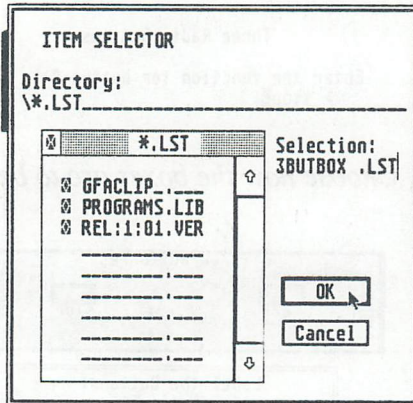 ITEM SELECTOR
Directory:
\*.LST
*.LST
GFACLIP_.___
PROGRAMS.LIB
REL:1:01.VER
Selection:
3BUTBOX .LST
OK
Cancel